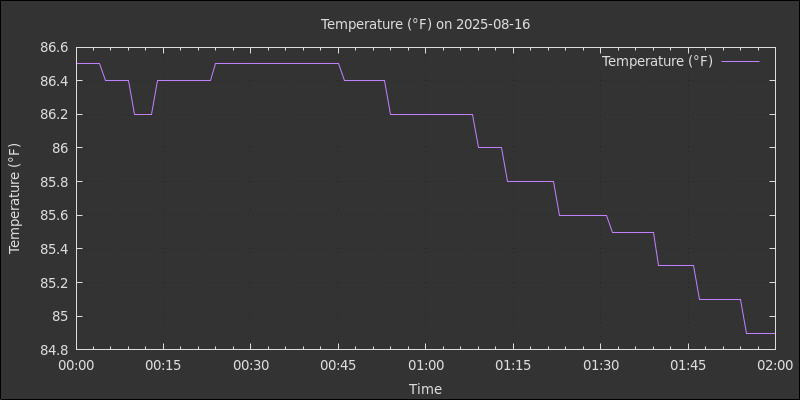 Temperature (°F) on 2025-08-16
Temperature (°F)
86.6
86.4
86.2
86
85.8
85.6
85.4
85.2
85
84.8
Temperature (°F)
00:00 00:15 00:30 00:45 01:00 01:15 01:30 01:45 02:00
Time